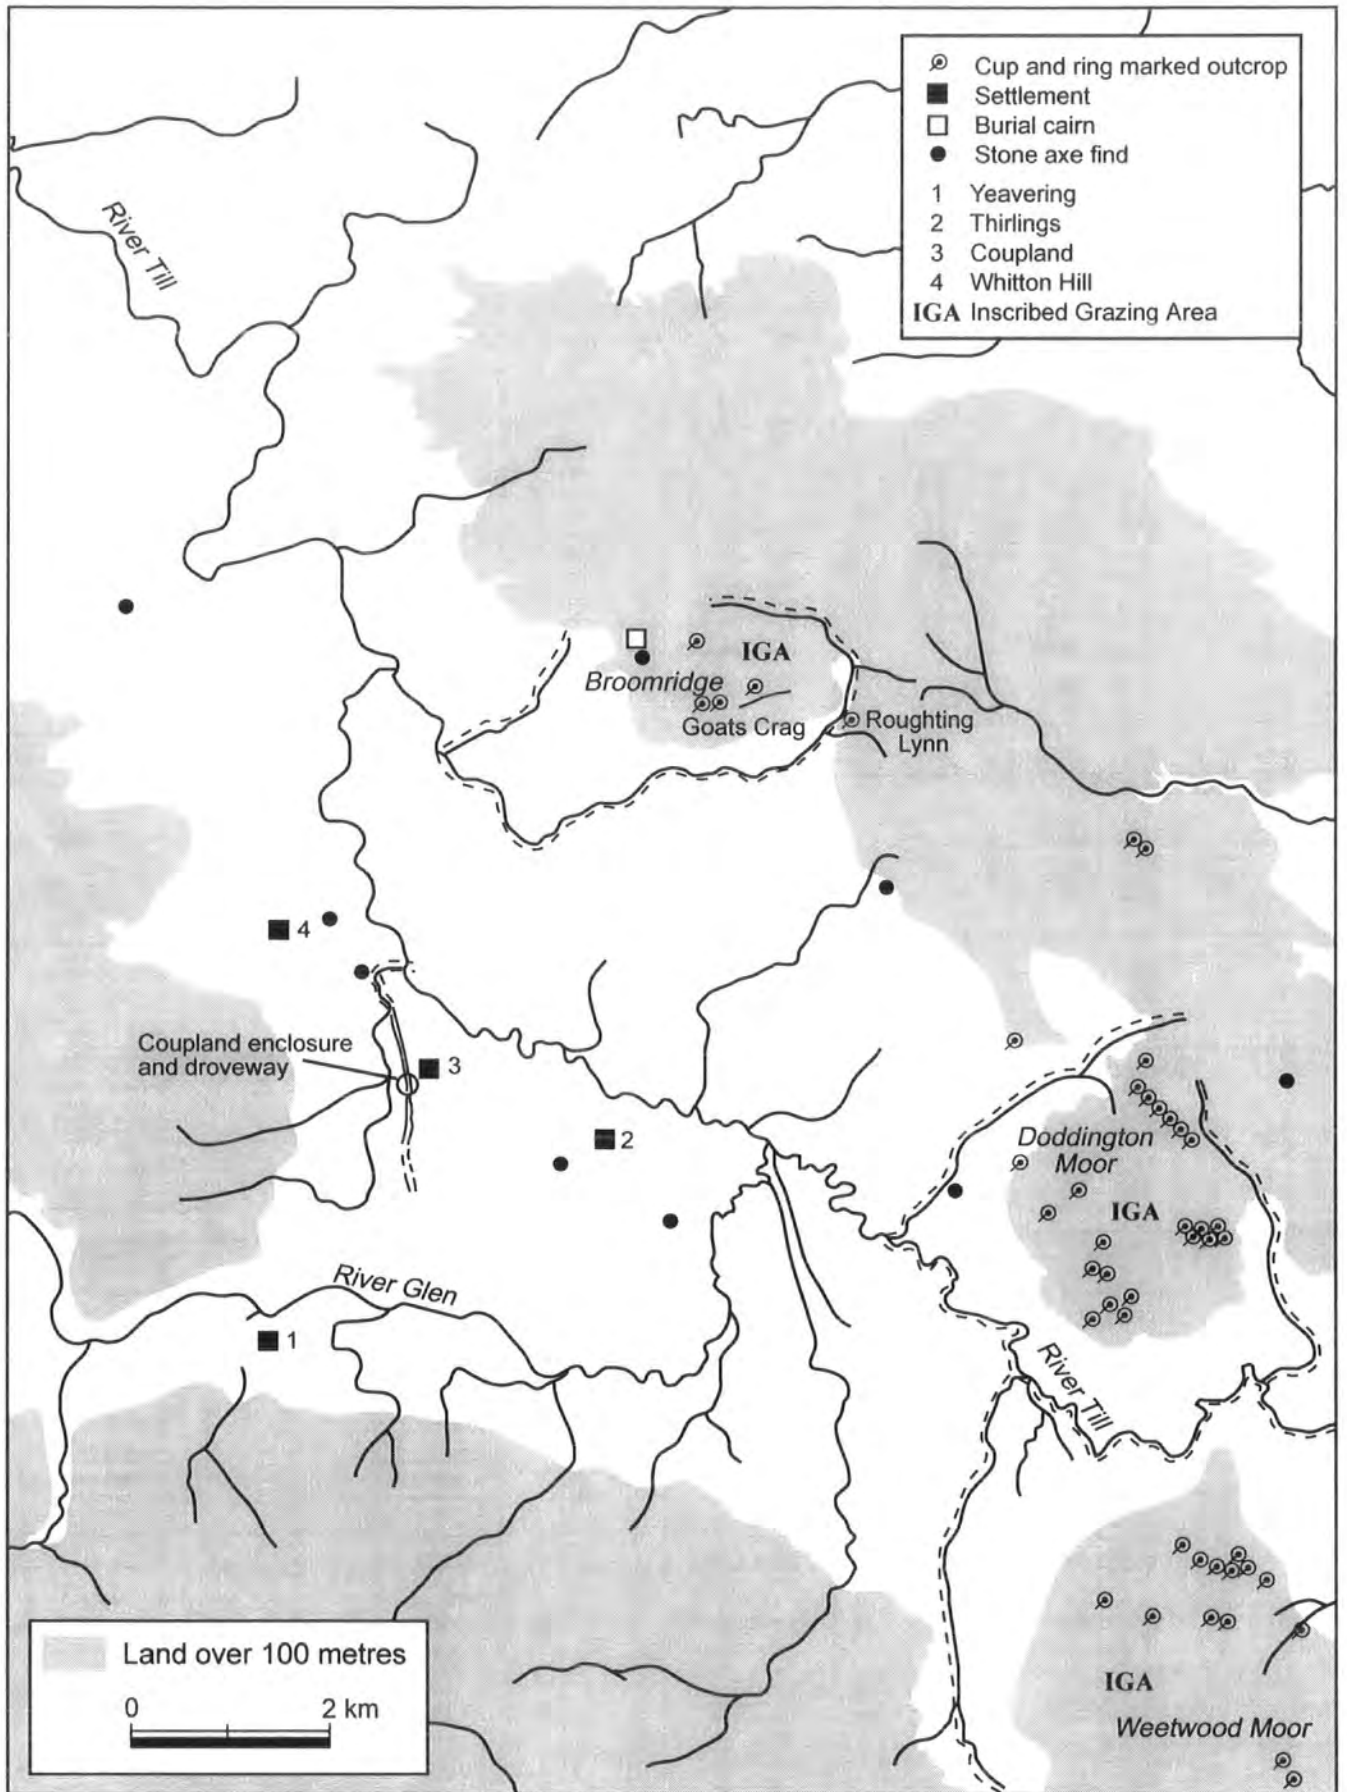 Cup and ring marked outcrop
Settlement
Burial cairn
Stone axe find
1 Yeavering
2 Thirlings
3 Coupland
4 Whitton Hill
IGA Inscribed Grazing Area
River Till
IGA
Broomridge
Goats Crag
Roughting
Lynn
4
Coupland enclosure
and droveway
3
2
Doddington
Moor
IGA
River Glen
1
River Till
IGA
Weetwood Moor
Land over 100 metres
0 2 km